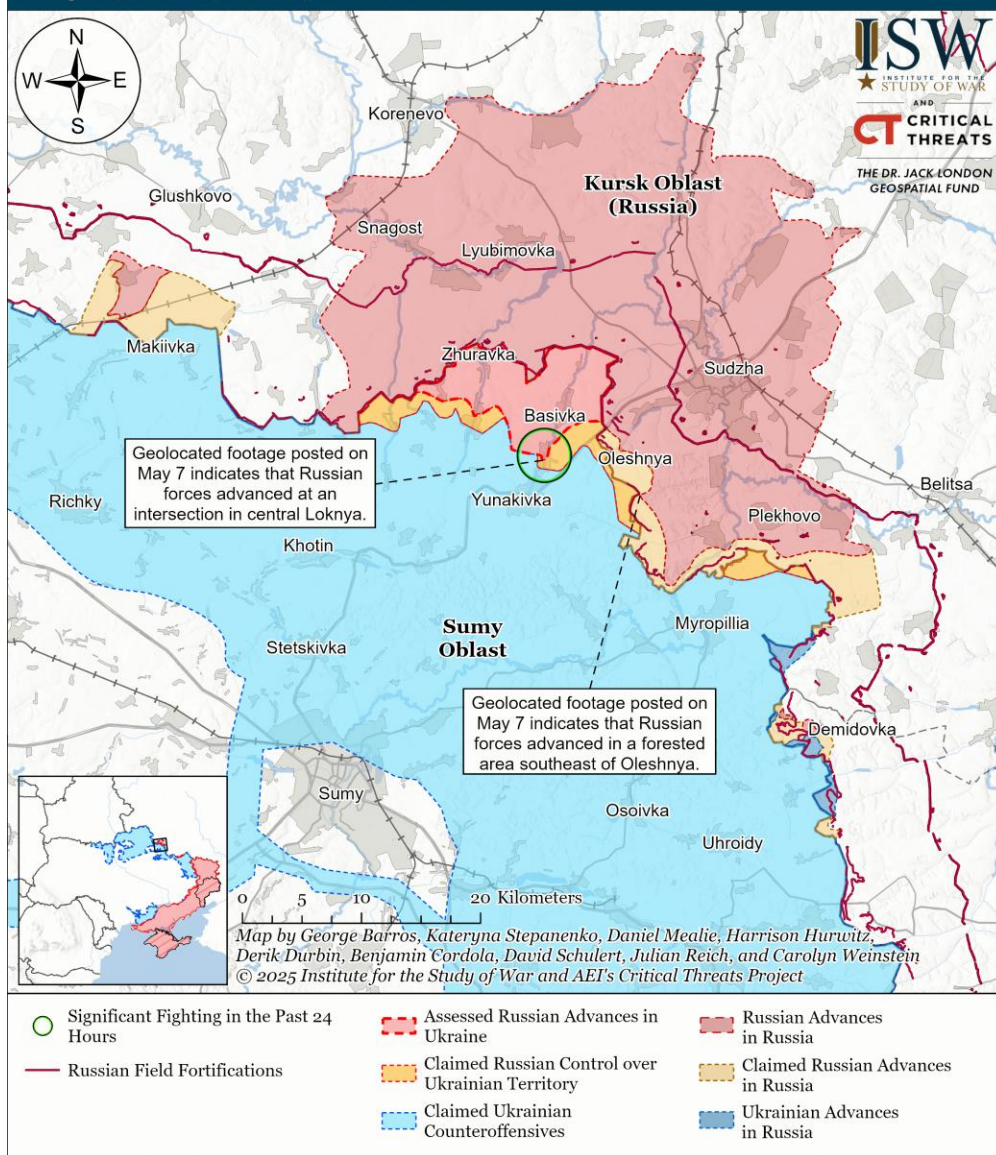 N
W E
S
ISW
INSTITUTE FOR THE
STUDY OF WAR
AND
CT CRITICAL
THREATS
THE DR. JACK LONDON
GEOSPATIAL FUND
Korenevo
Kursk Oblast
(Russia)
Glushkovo
Snagost
Lyubimovka
Makiivka
Zhuravka
Sudzha
Basivka
Geolocated footage posted on
May 7 indicates that Russian
forces advanced at an
intersection in central Loknya.
Oleshnya
Richky
Yunakivka
Belitsa
Plekhovo
Khotin
Myropillia
Sumy
Oblast
Stetskivka
Geolocated footage posted on
May 7 indicates that Russian
forces advanced in a forested
area southeast of Oleshnya.
Demidovka
Sumy
Osoivka
Uhroidy
0 5 10 20 Kilometers
Map by George Barros, Kateryna Stepanenko, Daniel Mealie, Harrison Hurwitz,
Derik Durbin, Benjamin Cordola, David Schulert, Julian Reich, and Carolyn Weinstein
© 2025 Institute for the Study of War and AEI's Critical Threats Project
Significant Fighting in the Past 24
Hours
Russian Field Fortifications
Assessed Russian Advances in
Ukraine
Claimed Russian Control over
Ukrainian Territory
Claimed Ukrainian
Counteroffensives
Russian Advances
in Russia
Claimed Russian Advances
in Russia
Ukrainian Advances
in Russia